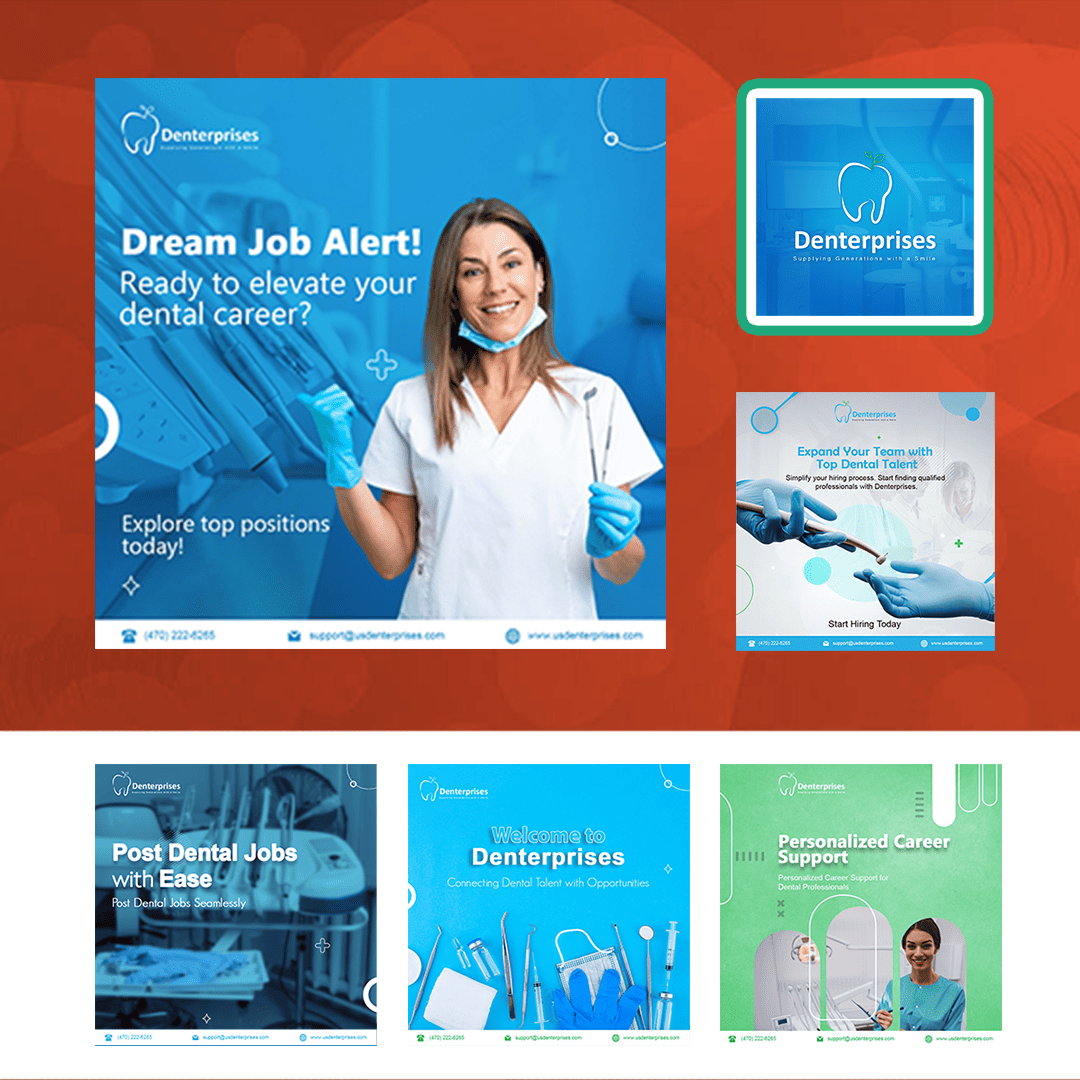 Denterprises
Supplying Generations with a Smile
Dream Job Alert!
Ready to elevate your
dental career?
Explore top positions
today!
(470) 222-6265
support@usdenterprises.com
www.usdenterprises.com
Denterprises
Supplying Generations with a Smile
Denterprises
Supplying Generations with a Smile
Expand Your Team with
Top Dental Talent
Simplify your hiring process. Start finding qualified
professionals with Denterprises.
Start Hiring Today
(470) 222-6265
support@usdenterprises.com
www.usdenterprises.com
Denterprises
Supplying Generations with a Smile
Post Dental Jobs
with Ease
Post Dental Jobs Seamlessly
(470) 222-6265
support@usdenterprises.com
www.usdenterprises.com
Denterprises
Supplying Generations with a Smile
Welcome to
Denterprises
Connecting Dental Talent with Opportunities
(470) 222-6265
support@usdenterprises.com
www.usdenterprises.com
Denterprises
Supplying Generations with a Smile
Personalized Career
Support
Personalized Career Support for
Dental Professionals
(470) 222-6265
support@usdenterprises.com
www.usdenterprises.com